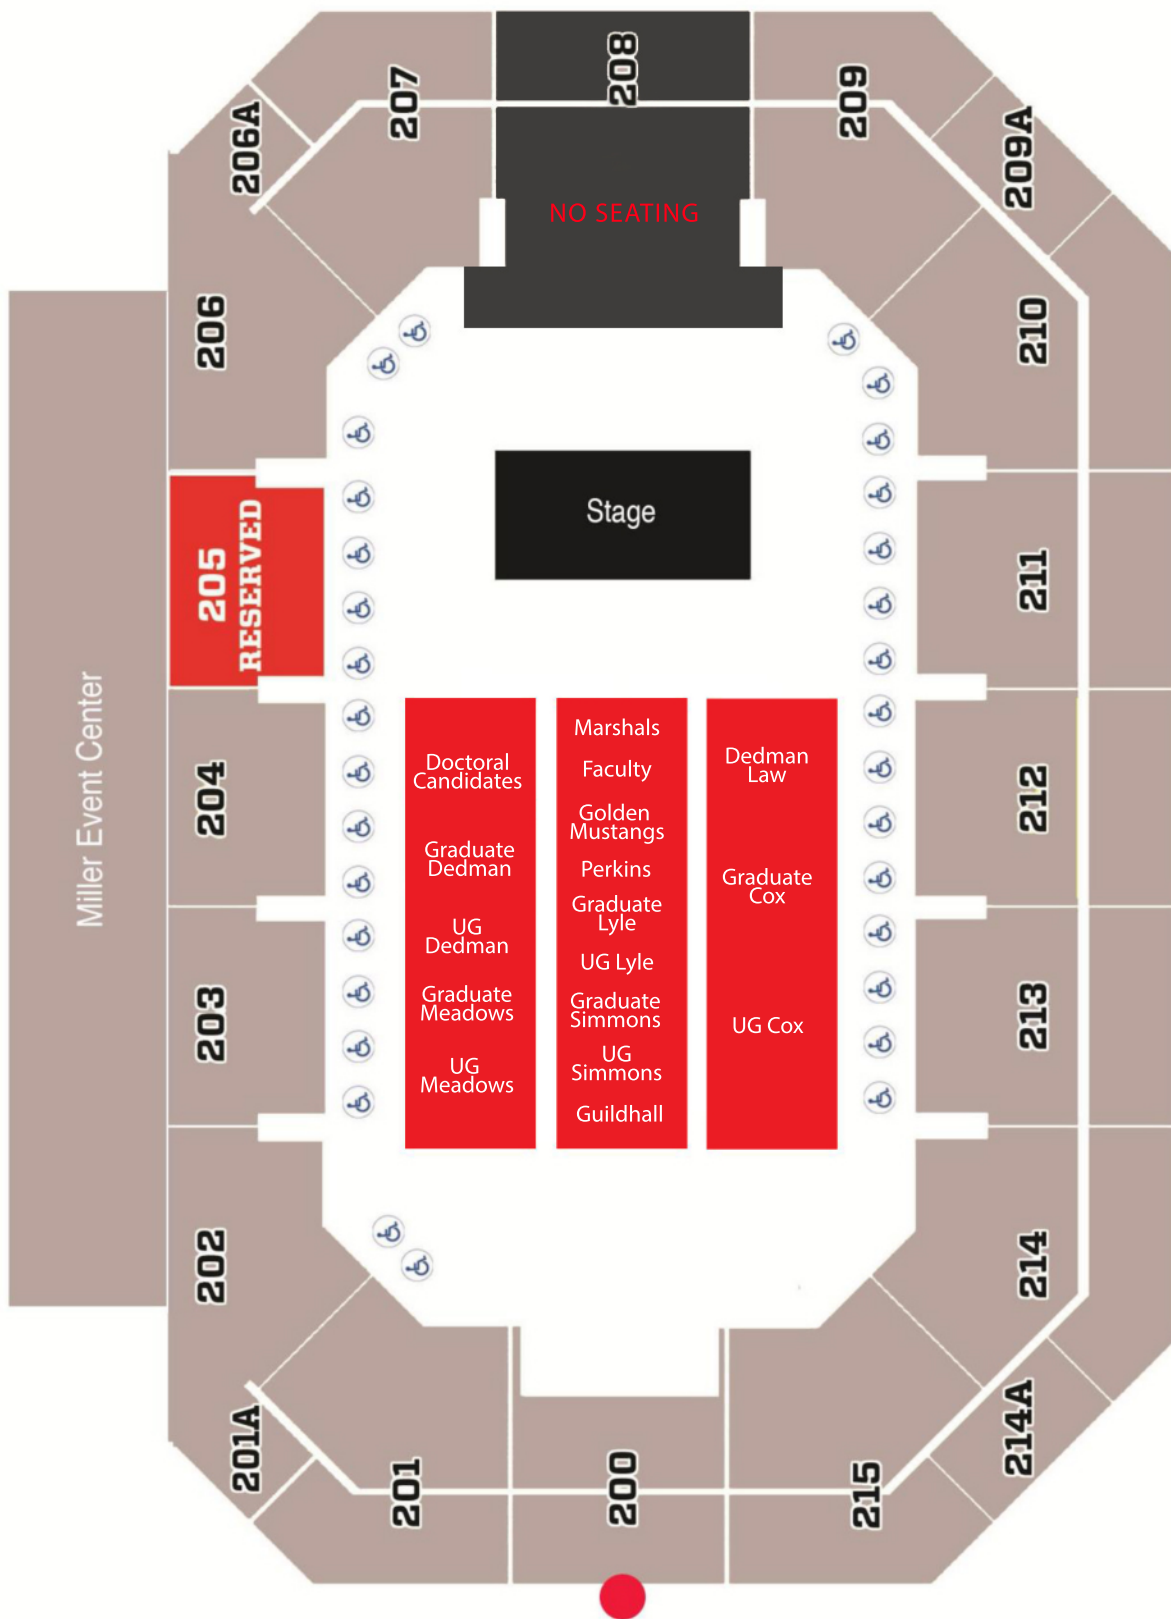 208
207
209
206A
209A
NO SEATING
206
210
Stage
205
RESERVED
211
Miller Event Center
204
212
203
213
Doctoral
Candidates
Graduate
Dedman
UG
Dedman
Graduate
Meadows
UG
Meadows
Marshals
Faculty
Golden
Mustangs
Perkins
Graduate
Lyle
UG Lyle
Graduate
Simmons
UG
Simmons
Guildhall
Dedman
Law
Graduate
Cox
UG Cox
202
214
201A
214A
201
200
215